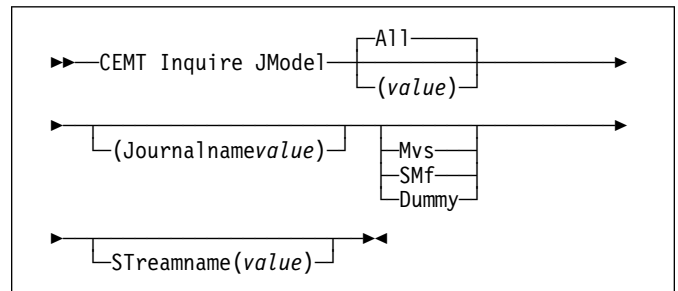 All
CEMT Inquire JModel
(value)
(Journalnamevalue)
Mvs
SMf
Dummy
STreamname(value)